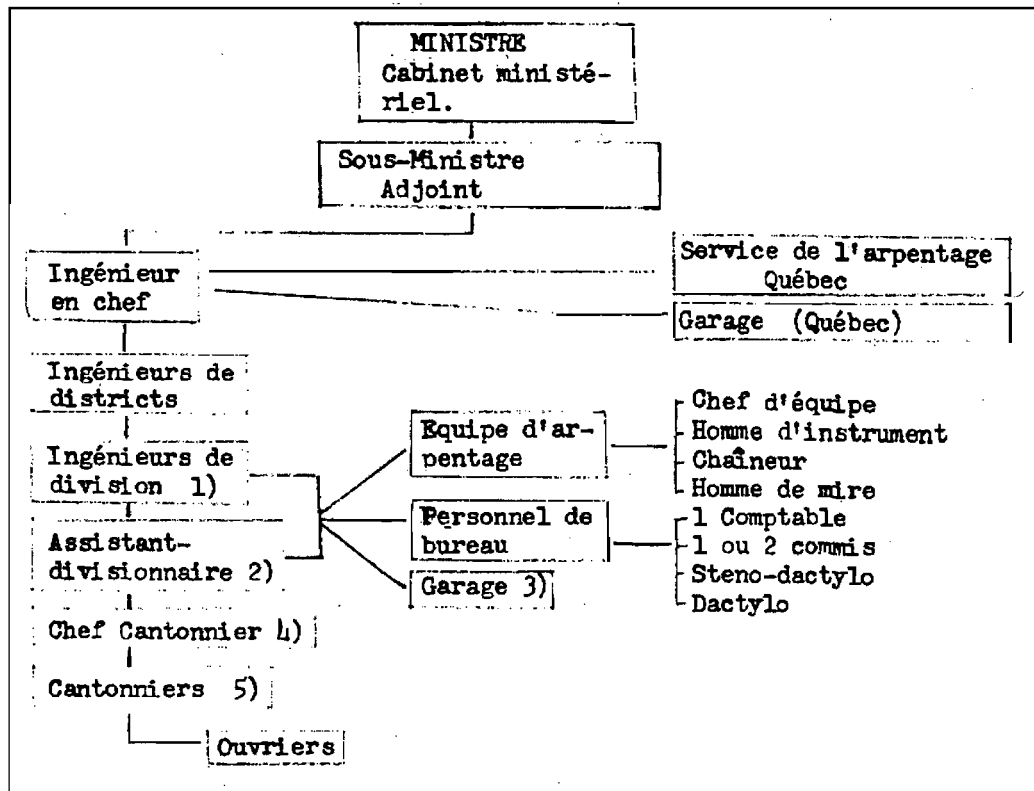 MINISTRE
Cabinet ministé-
riel.
Sous-Ministre
Adjoint
Ingénieur
en chef
Service de l'arpentage
Québec
Garage (Québec)
Ingénieurs de
districts
Ingénieurs de
division 1)
Assistant-
divisionnaire 2)
Chef Cantonnier 4)
Cantonniers 5)
Ouvriers
Equipe d'ar-
pentage
Personnel de
bureau
Garage 3)
Chef d'équipe
Homme d'instrument
Chaîneur
Homme de mire
1 Comptable
1 ou 2 commis
Steno-dactylo
Dactylo